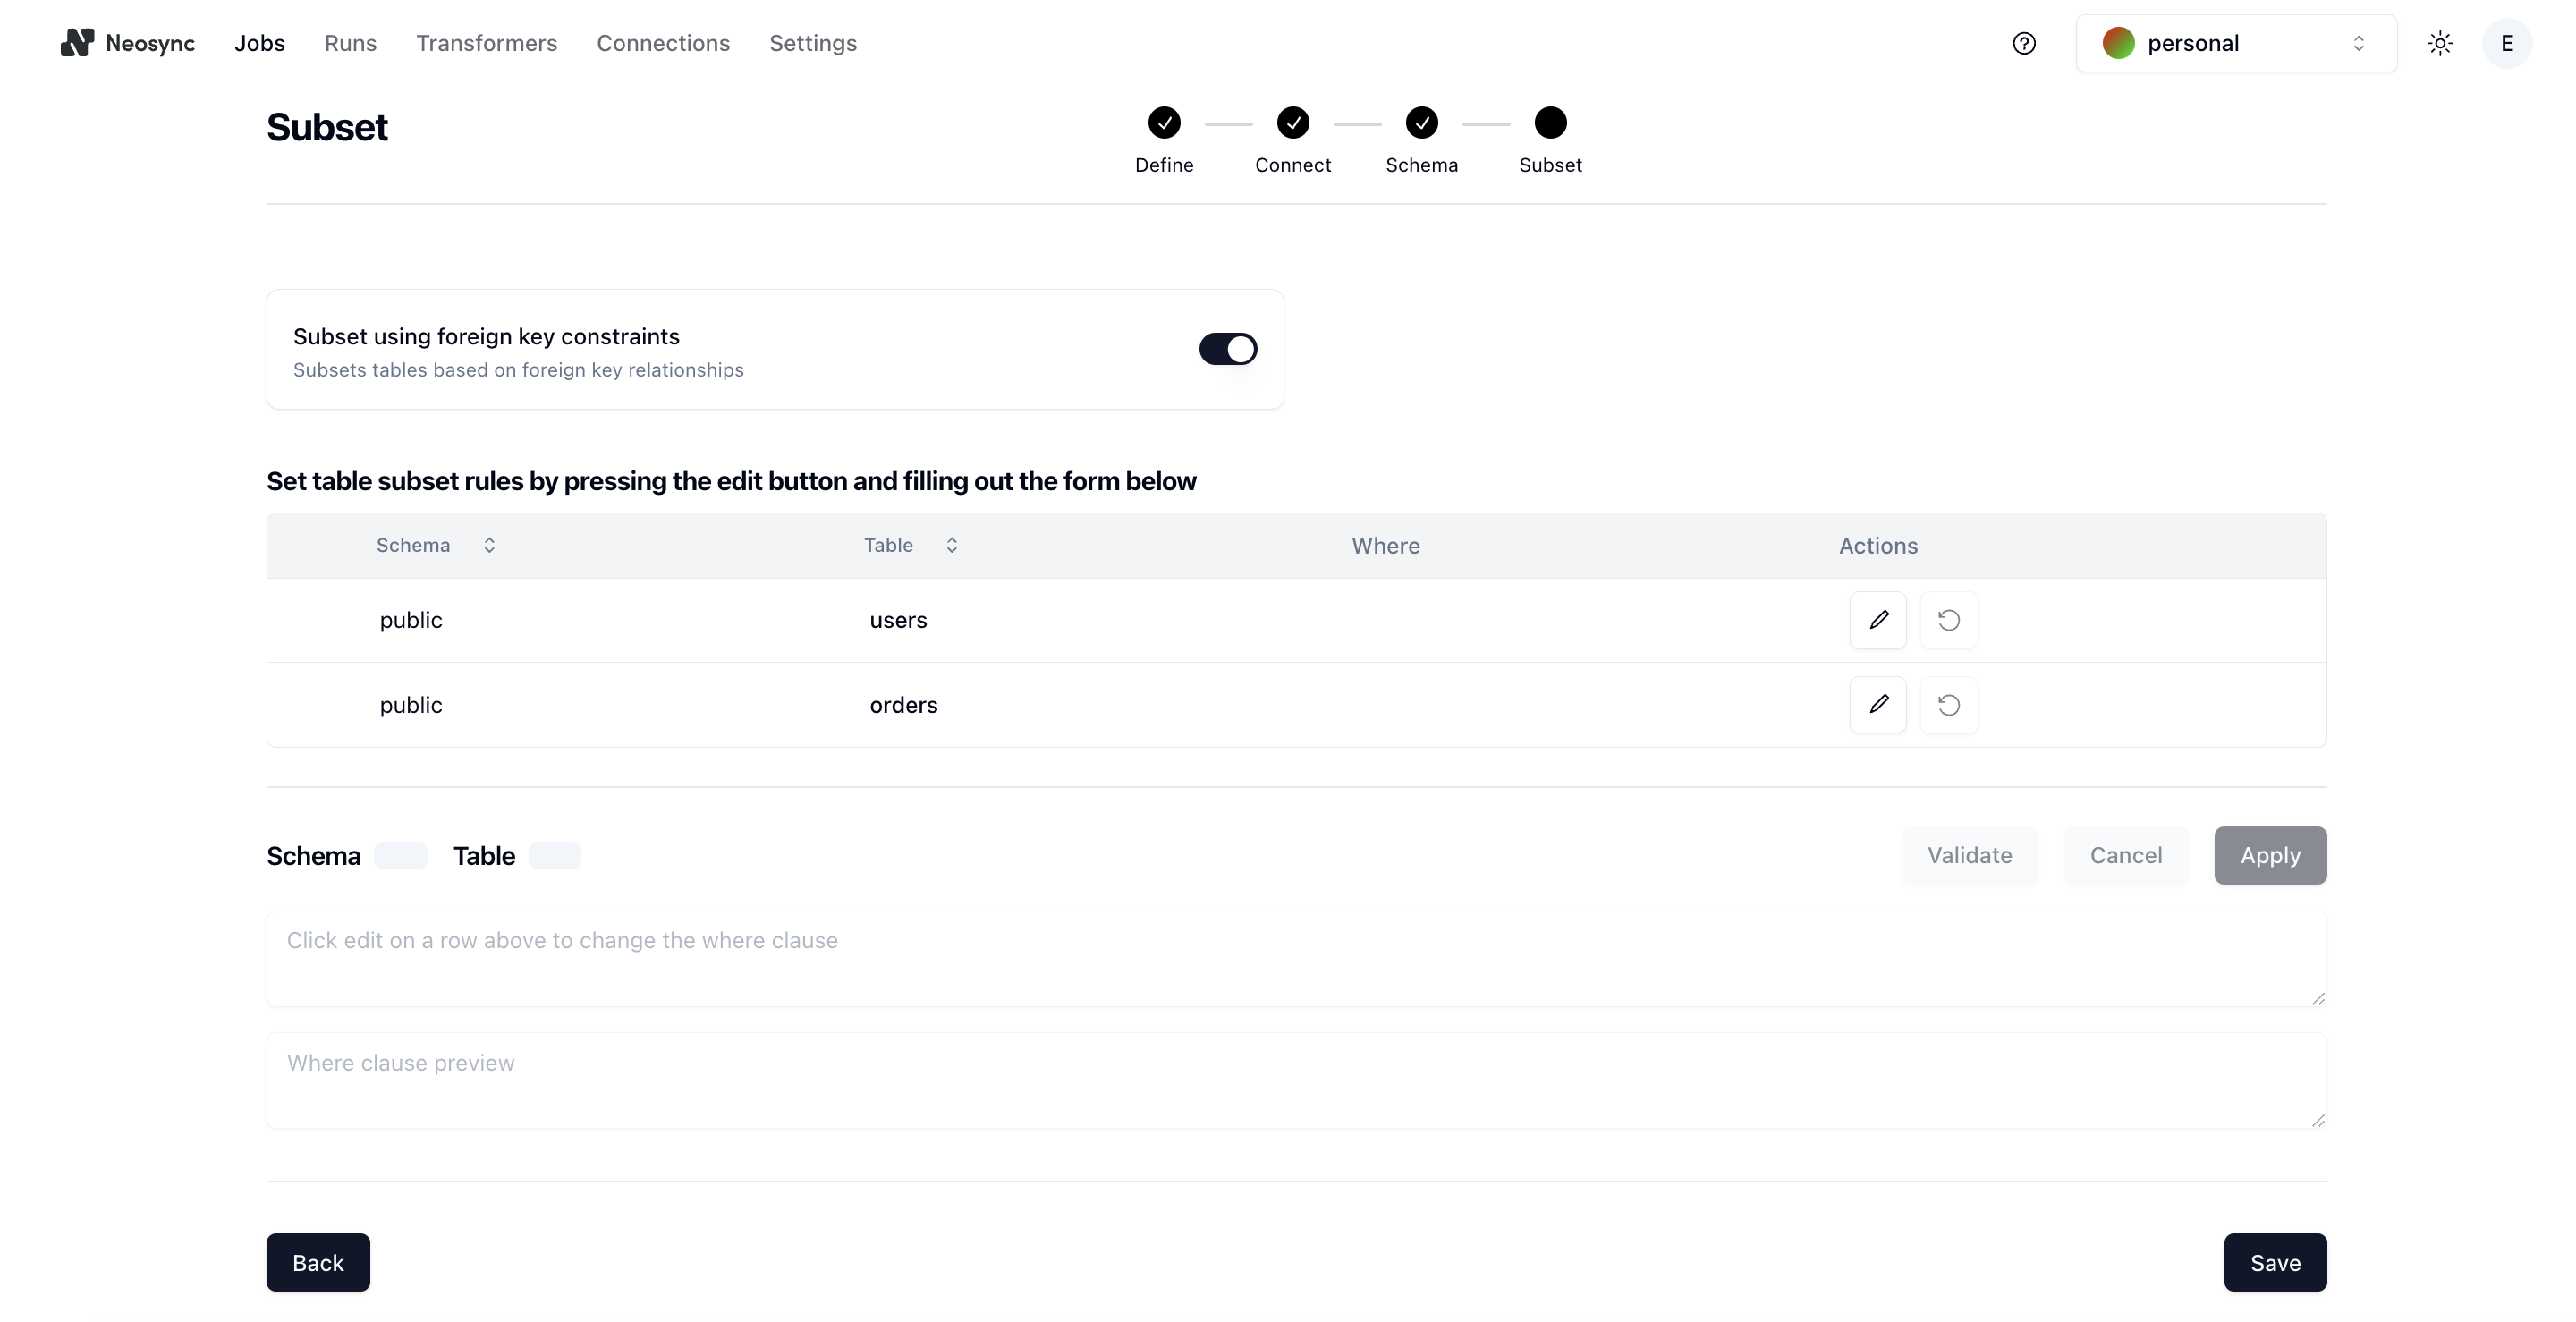 Neosync Jobs Runs Transformers Connections Settings personal E
Subset
Define Connect Schema Subset
Subset using foreign key constraints
Subsets tables based on foreign key relationships
Set table subset rules by pressing the edit button and filling out the form below
Schema Table Where Actions
public users
public orders
Schema Table Validate Cancel Apply
Click edit on a row above to change the where clause
Where clause preview
Back Save